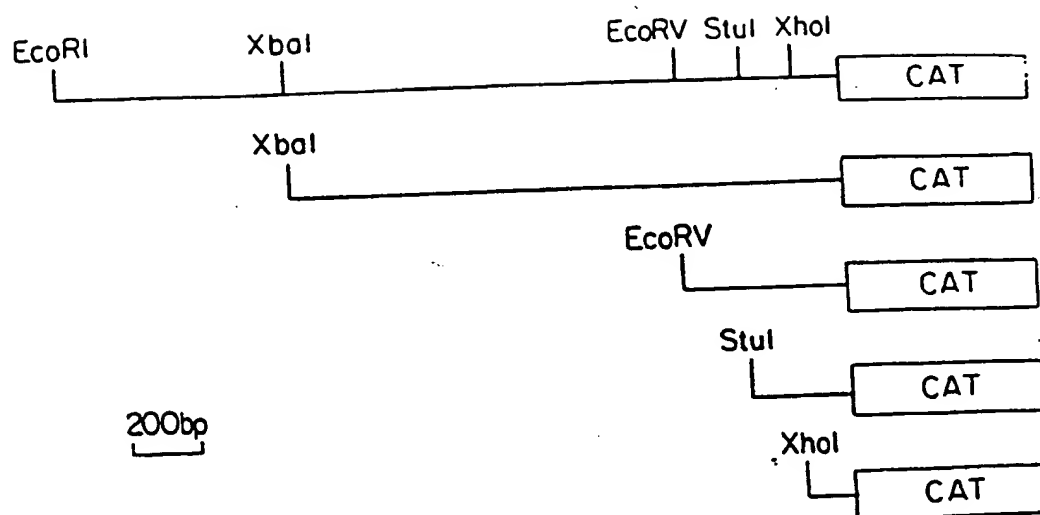 EcoRI XbaI EcoRV StuI XhoI
CAT
XbaI
CAT
EcoRV
CAT
StuI
CAT
200bp
XhoI
CAT